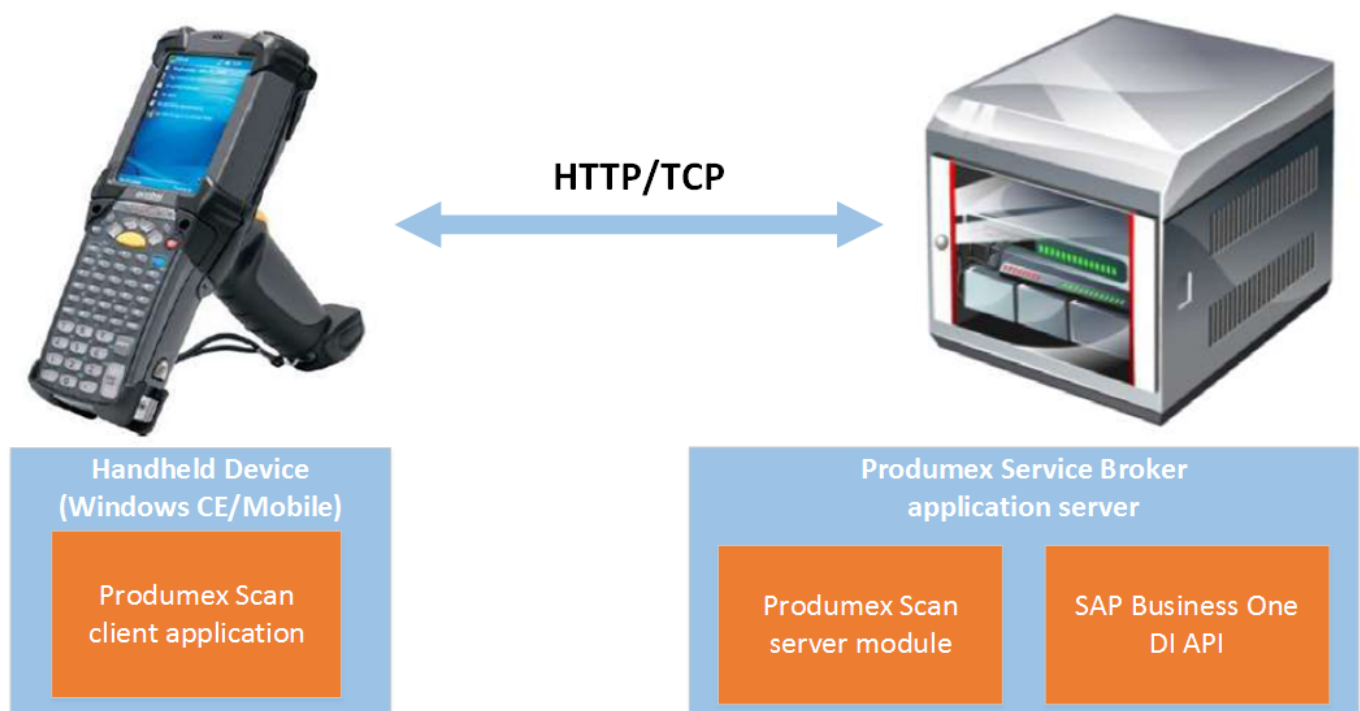 HTTP/TCP
Handheld Device
(Windows CE/Mobile)
Produmex Scan
client application
Produmex Service Broker
application server
Produmex Scan
server module
SAP Business One
DI API